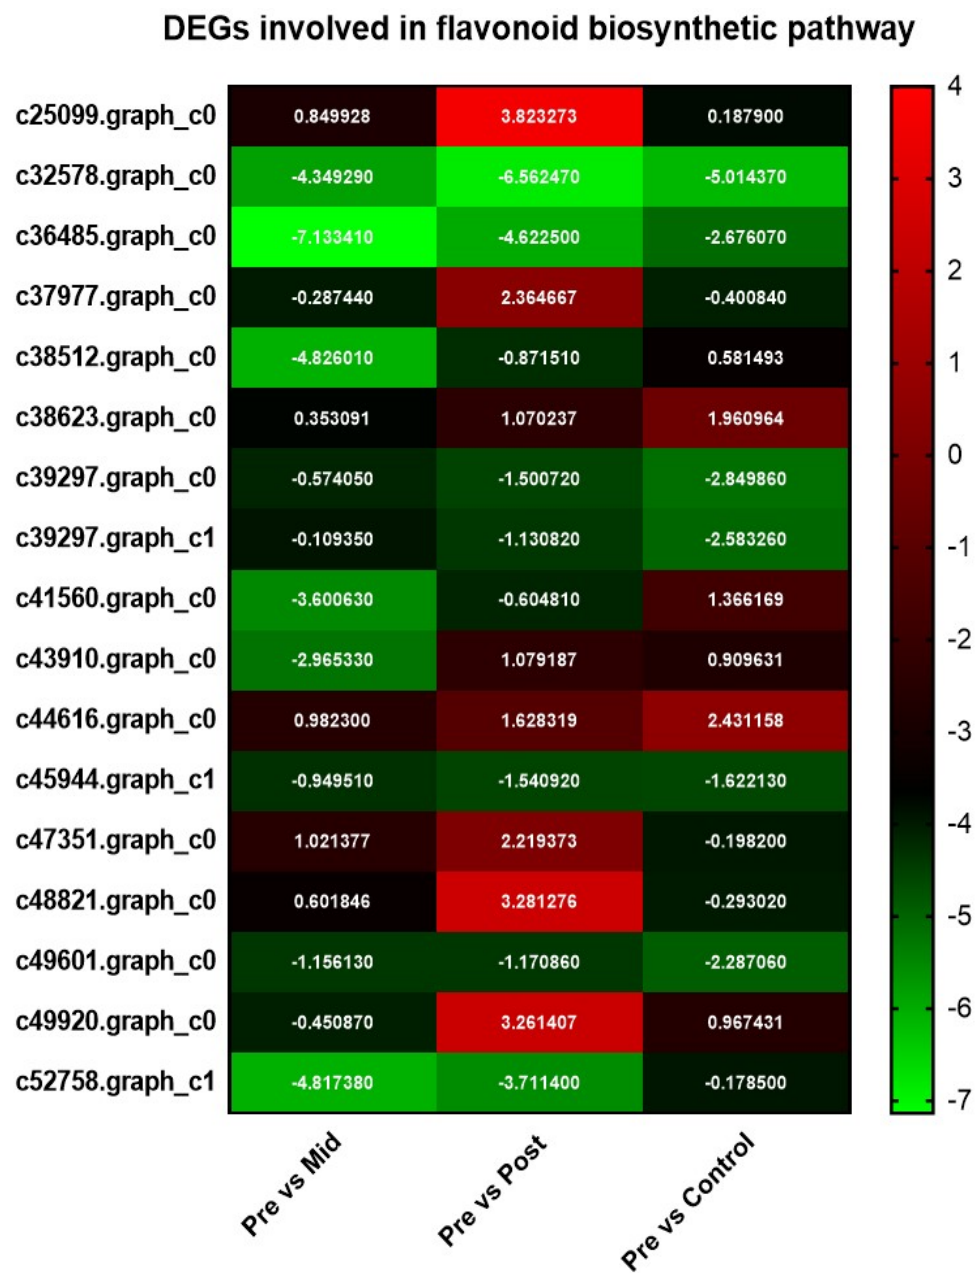 DEGs involved in flavonoid biosynthetic pathway
c25099.graph_c0 0.849928 3.823273 0.187900
c32578.graph_c0 -4.349290 -6.562470 -5.014370
c36485.graph_c0 -7.133410 -4.622500 -2.676070
c37977.graph_c0 -0.287440 2.364667 -0.400840
c38512.graph_c0 -4.826010 -0.871510 0.581493
c38623.graph_c0 0.353091 1.070237 1.960964
c39297.graph_c0 -0.574050 -1.500720 -2.849860
c39297.graph_c1 -0.109350 -1.130820 -2.583260
c41560.graph_c0 -3.600630 -0.604810 1.366169
c43910.graph_c0 -2.965330 1.079187 0.909631
c44616.graph_c0 0.982300 1.628319 2.431158
c45944.graph_c1 -0.949510 -1.540920 -1.622130
c47351.graph_c0 1.021377 2.219373 -0.198200
c48821.graph_c0 0.601846 3.281276 -0.293020
c49601.graph_c0 -1.156130 -1.170860 -2.287060
c49920.graph_c0 -0.450870 3.261407 0.967431
c52758.graph_c1 -4.817380 -3.711400 -0.178500
Pre vs Mid
Pre vs Post
Pre vs Control
4
3
2
1
0
-1
-2
-3
-4
-5
-6
-7